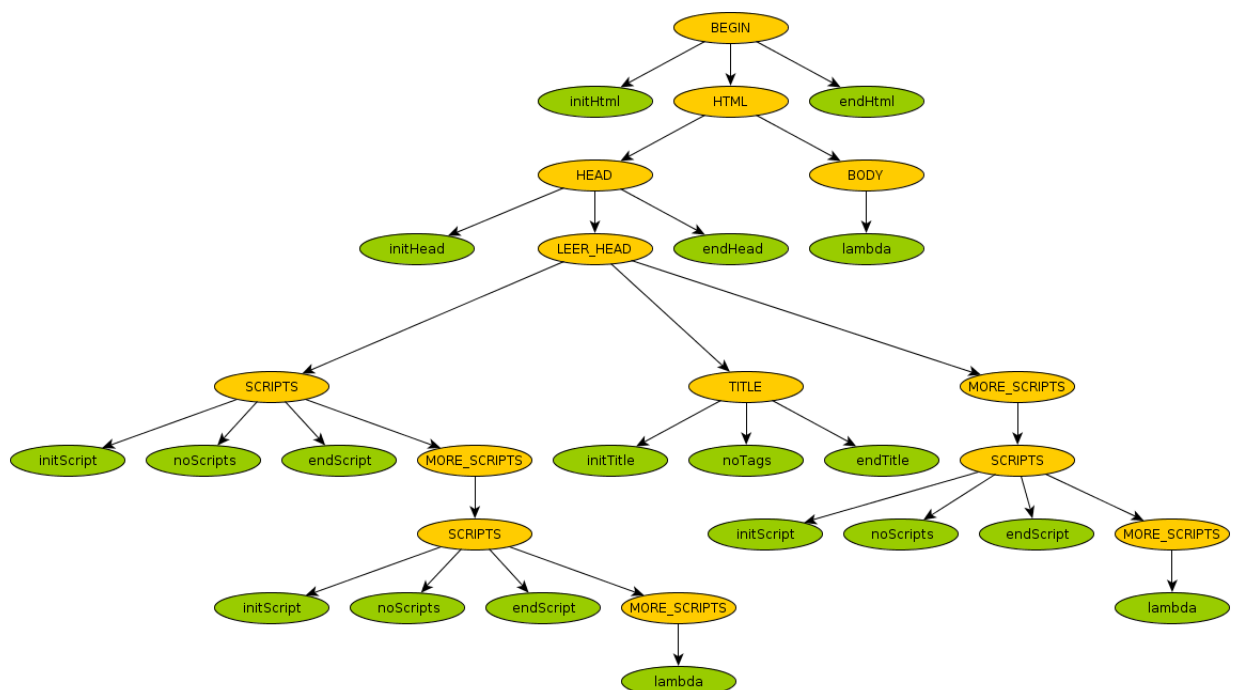 BEGIN
initHtml
HTML
endHtml
HEAD
BODY
initHead
LEER_HEAD
endHead
lambda
SCRIPTS
TITLE
MORE_SCRIPTS
initScript
noScripts
endScript
MORE_SCRIPTS
initTitle
noTags
endTitle
SCRIPTS
SCRIPTS
initScript
noScripts
endScript
MORE_SCRIPTS
initScript
noScripts
endScript
MORE_SCRIPTS
lambda
lambda